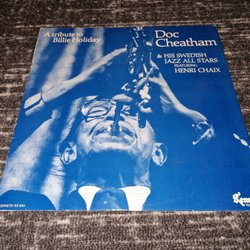 A tribute to
Billie Holiday
Doc
Cheatham
& HIS SWEDISH
JAZZ ALL STARS
FEATURING
HENRI CHAIX